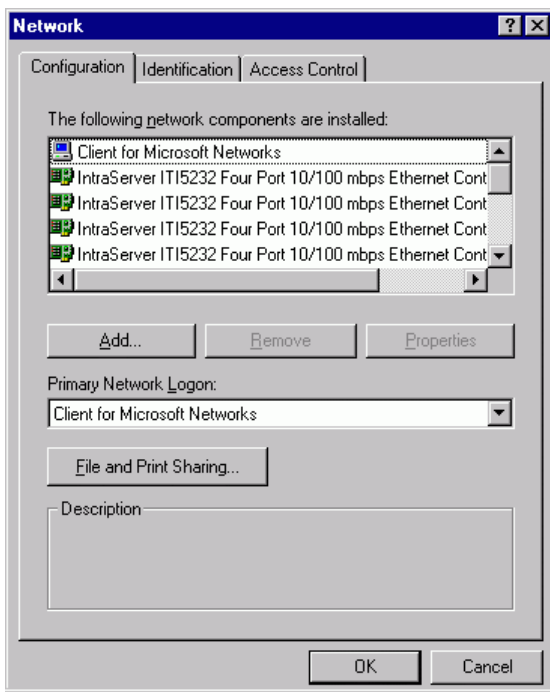 Network
Configuration Identification Access Control
The following network components are installed:
Client for Microsoft Networks
IntraServer ITI5232 Four Port 10/100 mbps Ethernet Cont
IntraServer ITI5232 Four Port 10/100 mbps Ethernet Cont
IntraServer ITI5232 Four Port 10/100 mbps Ethernet Cont
IntraServer ITI5232 Four Port 10/100 mbps Ethernet Cont
Add... Remove Properties
Primary Network Logon:
Client for Microsoft Networks
File and Print Sharing...
Description
OK Cancel